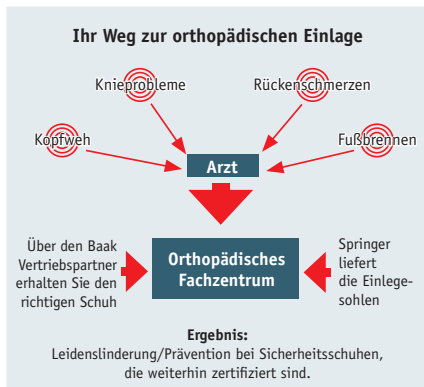 Ihr Weg zur orthopädischen Einlage
Knieprobleme
Rückenschmerzen
Kopfweh
Fußbrennen
Arzt
Über den Baak
Vertriebspartner
erhalten Sie den
richtigen Schuh
Orthopädisches
Fachzentrum
Springer
liefert
die Einlege-
sohlen
Ergebnis:
Leidenslinderung/Prävention bei Sicherheitsschuhen,
die weiterhin zertifiziert sind.